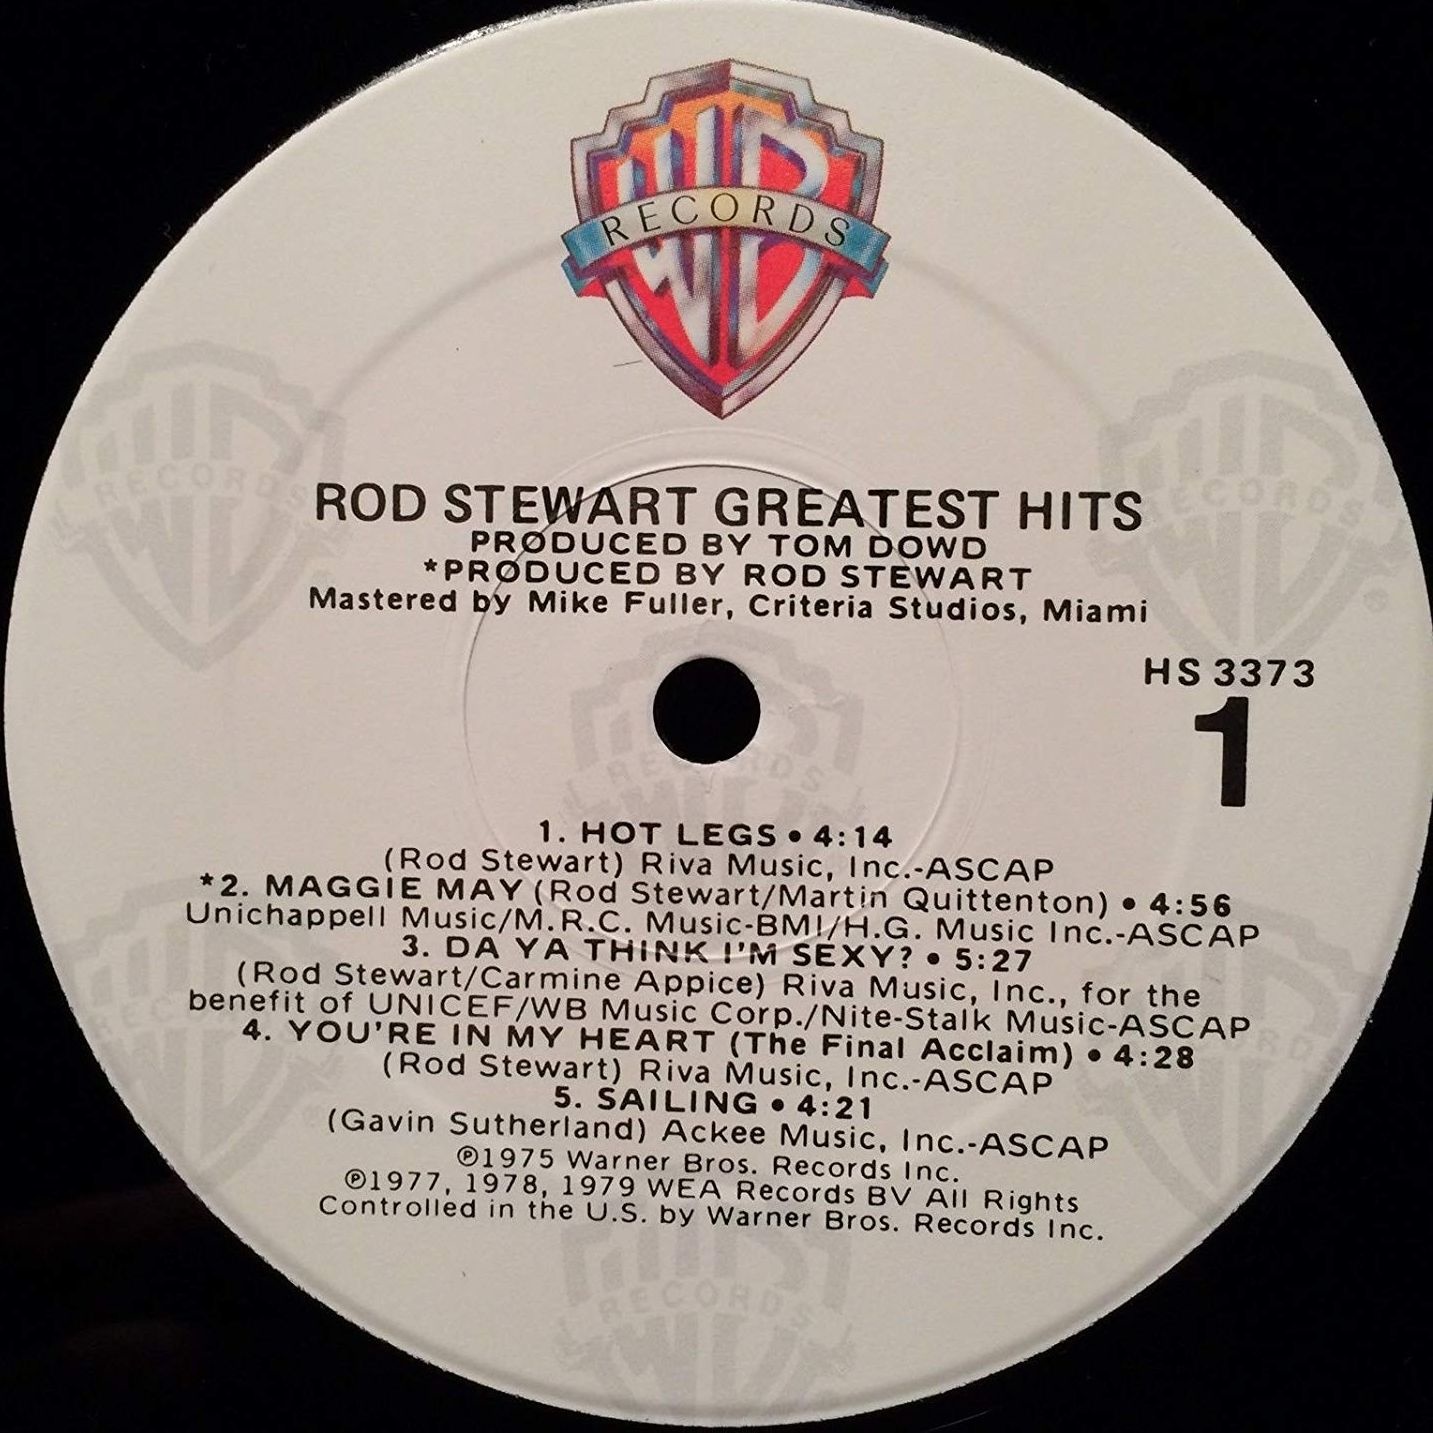 WB
RECORDS
ROD STEWART GREATEST HITS
PRODUCED BY TOM DOWD
*PRODUCED BY ROD STEWART
Mastered by Mike Fuller, Criteria Studios, Miami
HS 3373
1
1. HOT LEGS • 4:14
(Rod Stewart) Riva Music, Inc.-ASCAP
*2. MAGGIE MAY (Rod Stewart/Martin Quittenton) • 4:56
Unichappell Music/M.R.C. Music-BMI/H.G. Music Inc.-ASCAP
3. DA YA THINK I'M SEXY? • 5:27
(Rod Stewart/Carmine Appice) Riva Music, Inc., for the
benefit of UNICEF/WB Music Corp./Nite-Stalk Music-ASCAP
4. YOU'RE IN MY HEART (The Final Acclaim) • 4:28
(Rod Stewart) Riva Music, Inc.-ASCAP
5. SAILING • 4:21
(Gavin Sutherland) Ackee Music, Inc.-ASCAP
℗1975 Warner Bros. Records Inc.
℗1977, 1978, 1979 WEA Records BV All Rights
Controlled in the U.S. by Warner Bros. Records Inc.